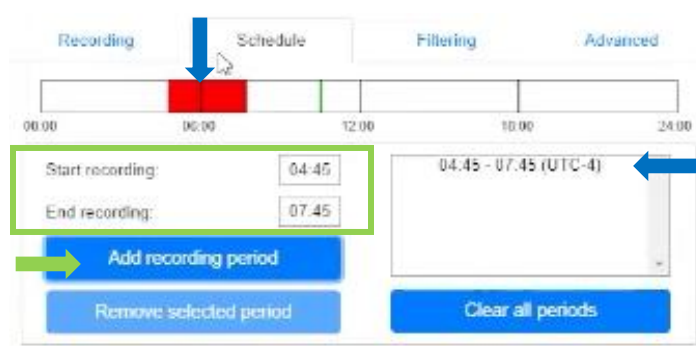 Recording Schedule Filtering Advanced
00:00 06:00 12:00 18:00 24:00
Start recording: 04:45
End recording: 07:45
04:45 - 07:45 (UTC-4)
Add recording period
Remove selected period
Clear all periods